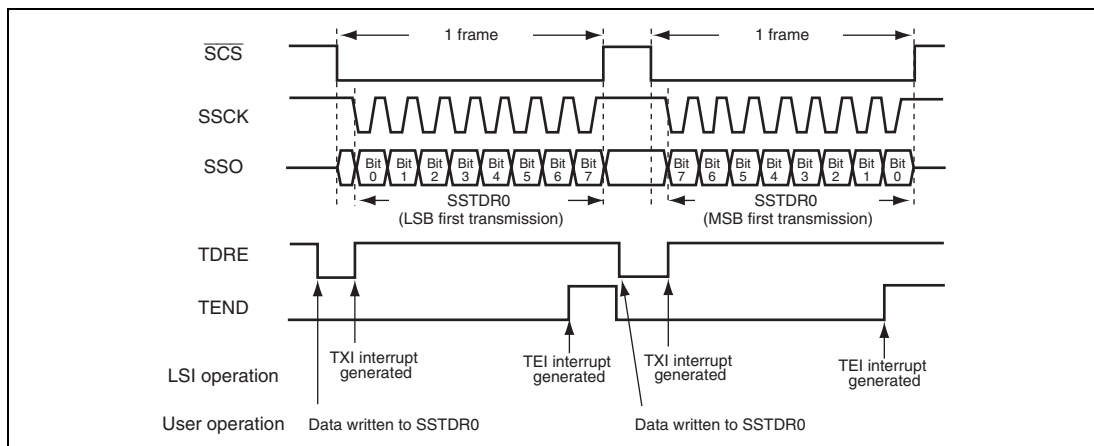 1 frame 1 frame
SCS
SSCK
SSO
Bit 0 Bit 1 Bit 2 Bit 3 Bit 4 Bit 5 Bit 6 Bit 7 Bit 7 Bit 6 Bit 5 Bit 4 Bit 3 Bit 2 Bit 1 Bit 0
SSTDR0 SSTDR0
(LSB first transmission) (MSB first transmission)
TDRE
TEND
LSI operation
TXI interrupt
generated
TEI interrupt
generated
TXI interrupt
generated
TEI interrupt
generated
User operation Data written to SSTDR0 Data written to SSTDR0